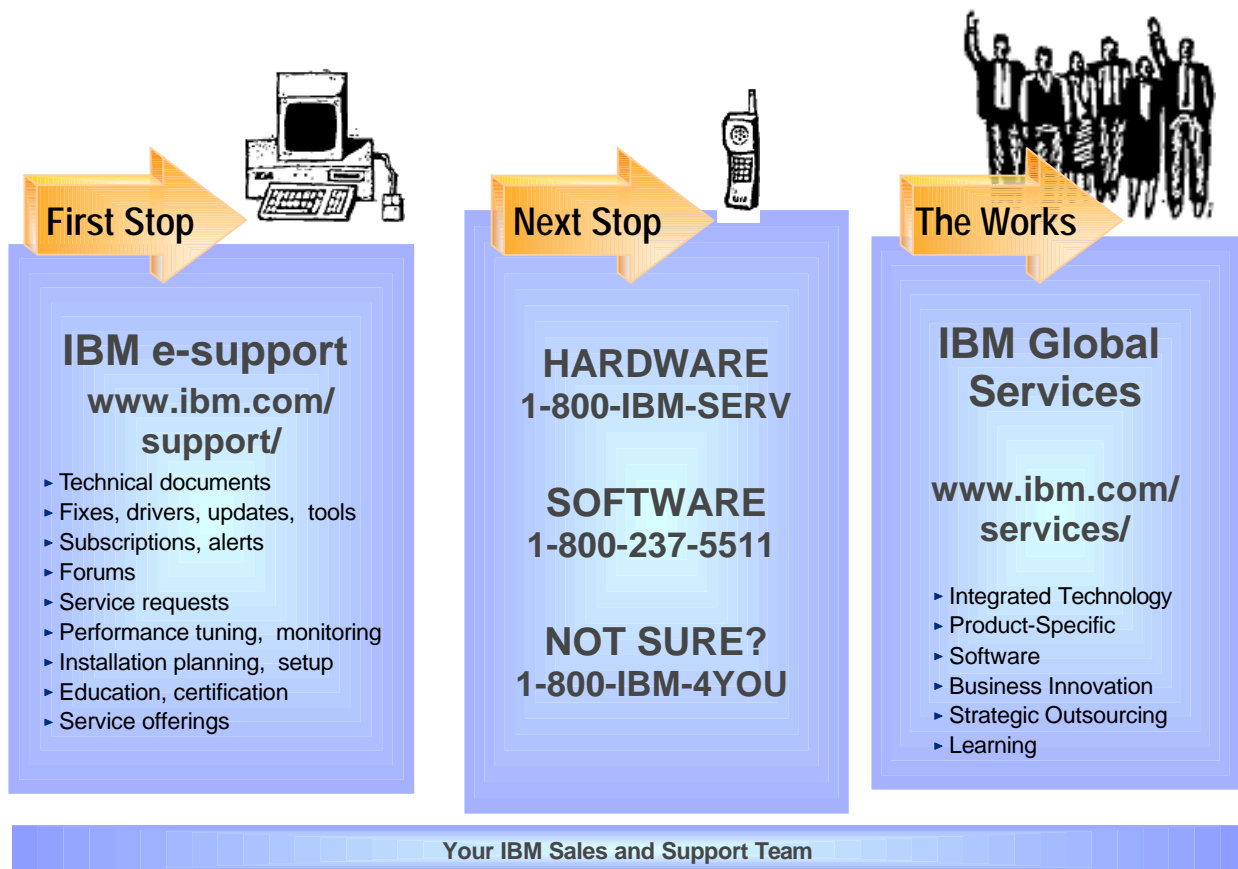 First Stop
IBM e-support
www.ibm.com/
support/
Technical documents
Fixes, drivers, updates, tools
Subscriptions, alerts
Forums
Service requests
Performance tuning, monitoring
Installation planning, setup
Education, certification
Service offerings
Next Stop
HARDWARE
1-800-IBM-SERV
SOFTWARE
1-800-237-5511
NOT SURE?
1-800-IBM-4YOU
The Works
IBM Global
Services
www.ibm.com/
services/
Integrated Technology
Product-Specific
Software
Business Innovation
Strategic Outsourcing
Learning
Your IBM Sales and Support Team